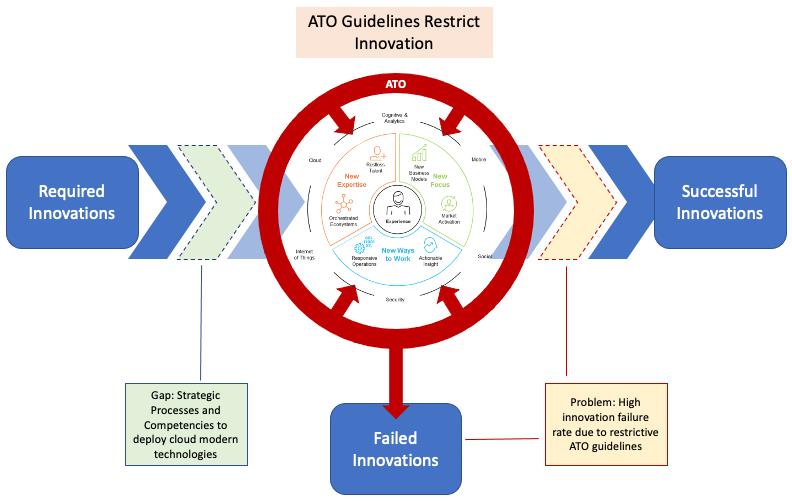 ATO Guidelines Restrict
Innovation
ATO
Cognitive &
Analytics
Cloud
Mobile
Restless
Talent
New
Business
Models
New
Expertise
New
Focus
Required
Innovations
Successful
Innovations
Orchestrated
Ecosystems
Experience
Market
Activation
Internet
of Things
Responsive
Operations
New Ways
to Work
Actionable
Insight
Social
Security
Gap: Strategic
Processes and
Competencies to
deploy cloud modern
technologies
Failed
Innovations
Problem: High
innovation failure
rate due to restrictive
ATO guidelines